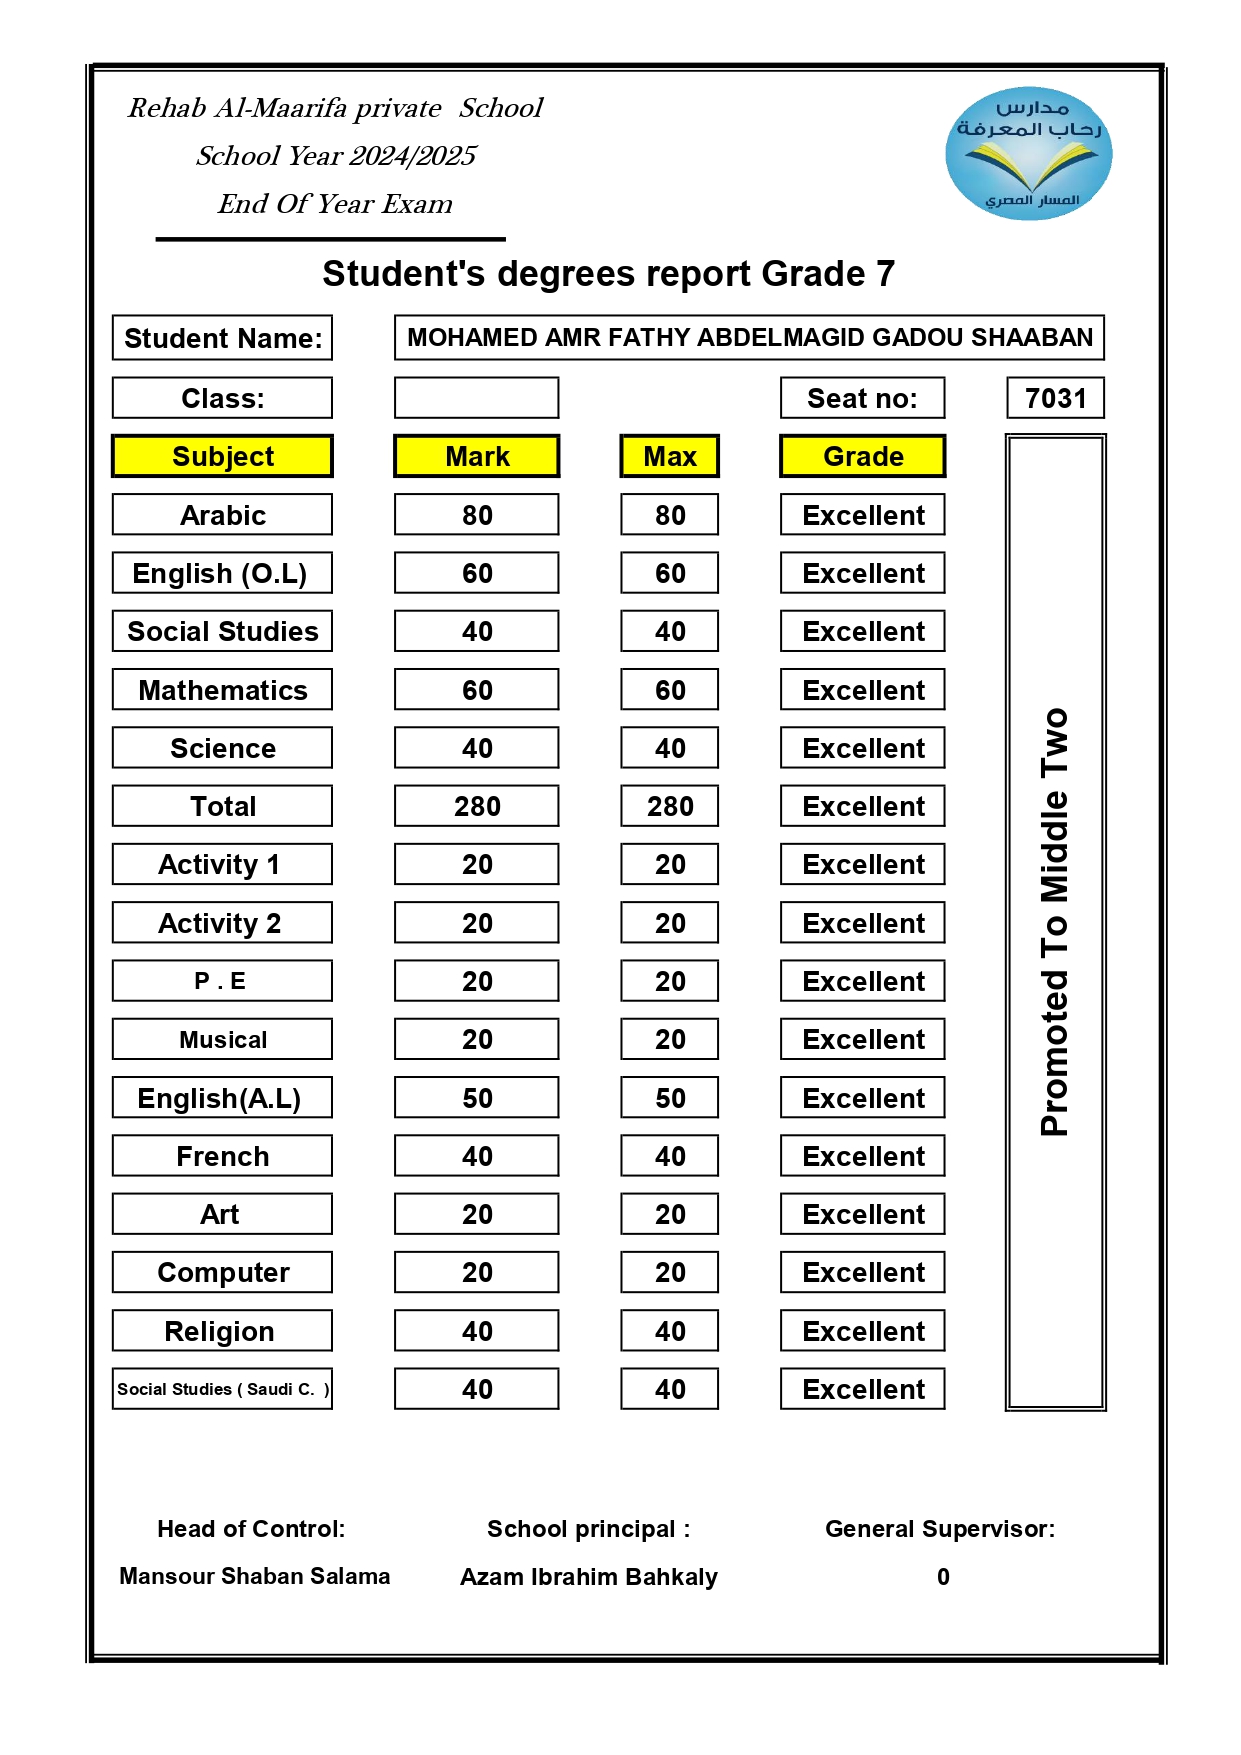 Rehab Al-Maarifa private School
School Year 2024/2025
End Of Year Exam
مدارس
رحاب المعرفة
المسار المصري
Student's degrees report Grade 7
Student Name: MOHAMED AMR FATHY ABDELMAGID GADOU SHAABAN
Class: Seat no: 7031
Subject Mark Max Grade
Arabic 80 80 Excellent
English (O.L) 60 60 Excellent
Social Studies 40 40 Excellent
Mathematics 60 60 Excellent
Science 40 40 Excellent
Total 280 280 Excellent
Activity 1 20 20 Excellent
Activity 2 20 20 Excellent
P . E 20 20 Excellent
Musical 20 20 Excellent
English(A.L) 50 50 Excellent
French 40 40 Excellent
Art 20 20 Excellent
Computer 20 20 Excellent
Religion 40 40 Excellent
Social Studies ( Saudi C. ) 40 40 Excellent
Promoted To Middle Two
Head of Control: School principal : General Supervisor:
Mansour Shaban Salama Azam Ibrahim Bahkaly 0